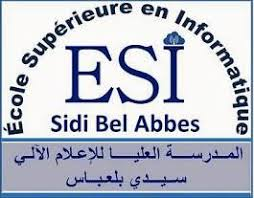 École Supérieure en Informatique
ESI
Sidi Bel Abbes
المدرسة العليا للإعلام الآلي
سيدي بلعباس